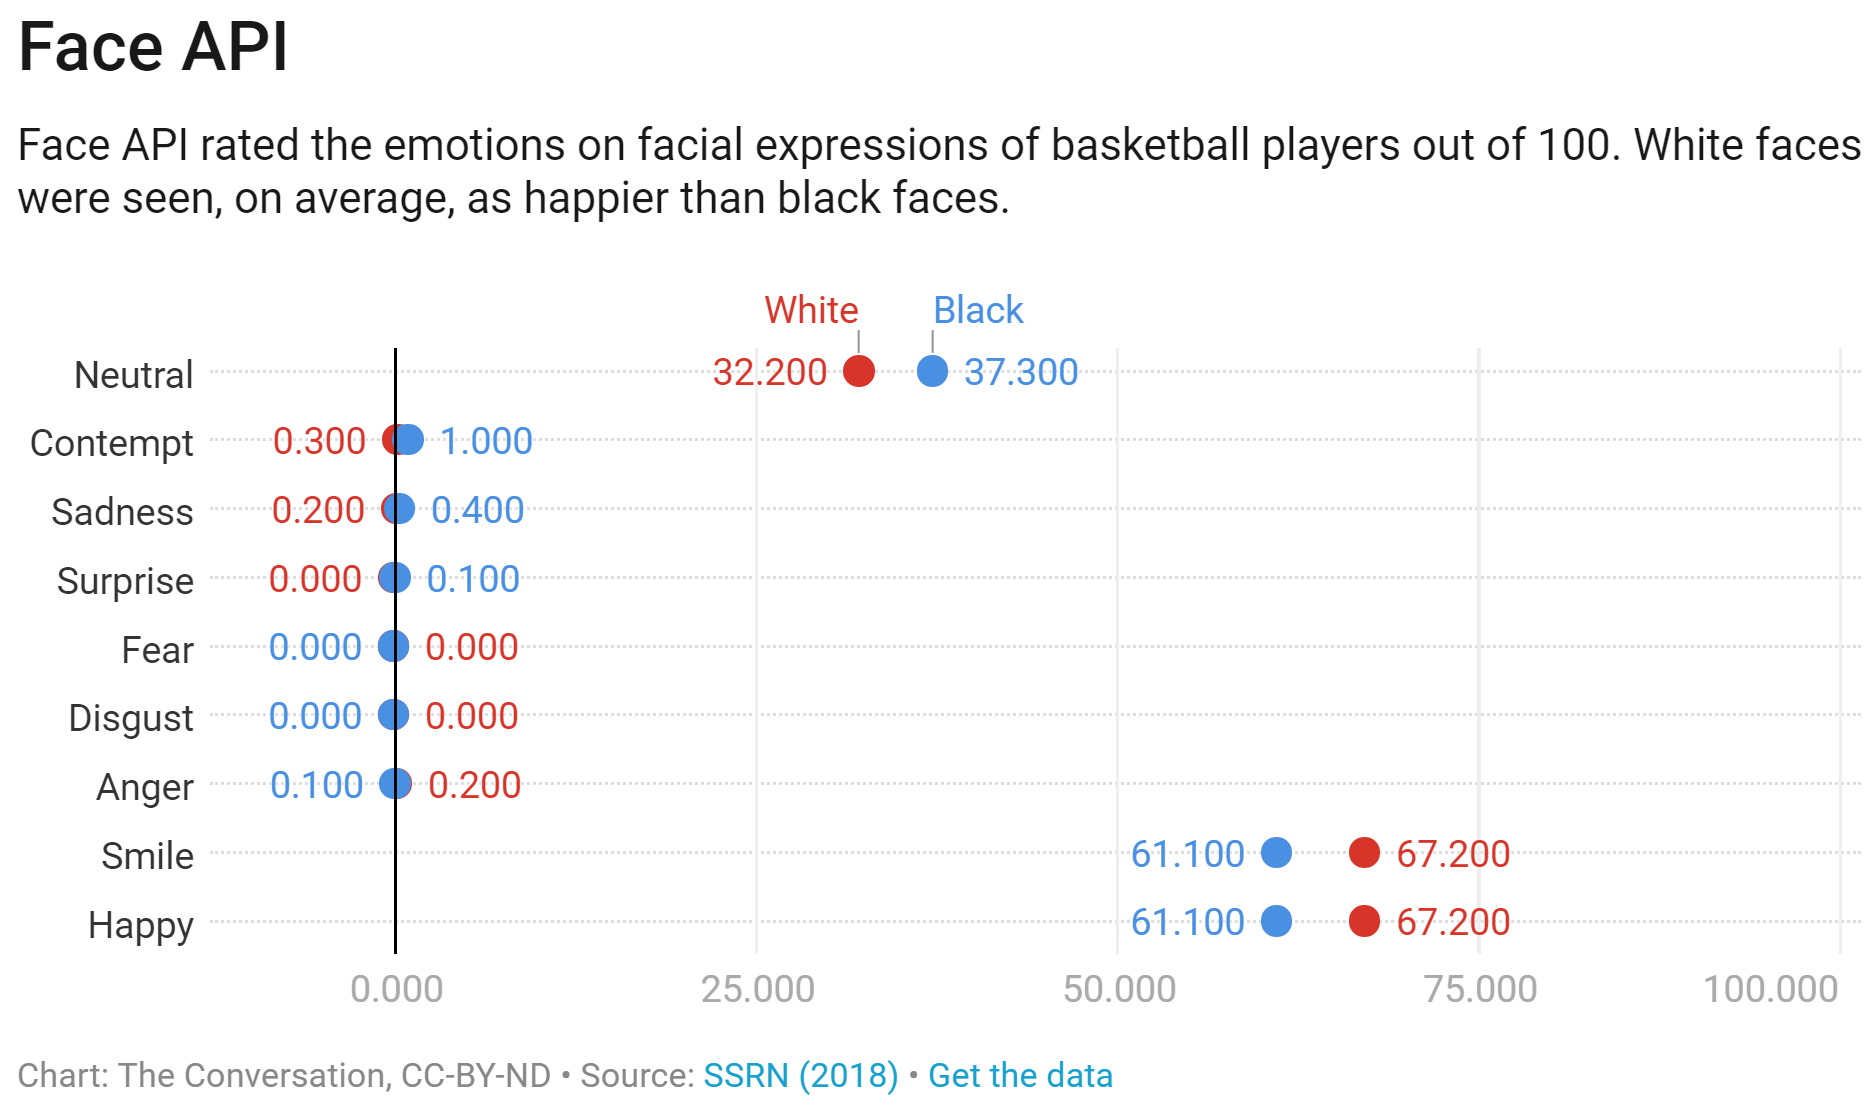 Face API
Face API rated the emotions on facial expressions of basketball players out of 100. White faces
were seen, on average, as happier than black faces.
White Black
Neutral 32.200 37.300
Contempt 0.300 1.000
Sadness 0.200 0.400
Surprise 0.000 0.100
Fear 0.000 0.000
Disgust 0.000 0.000
Anger 0.100 0.200
Smile 61.100 67.200
Happy 61.100 67.200
0.000 25.000 50.000 75.000 100.000
Chart: The Conversation, CC-BY-ND • Source: SSRN (2018) • Get the data